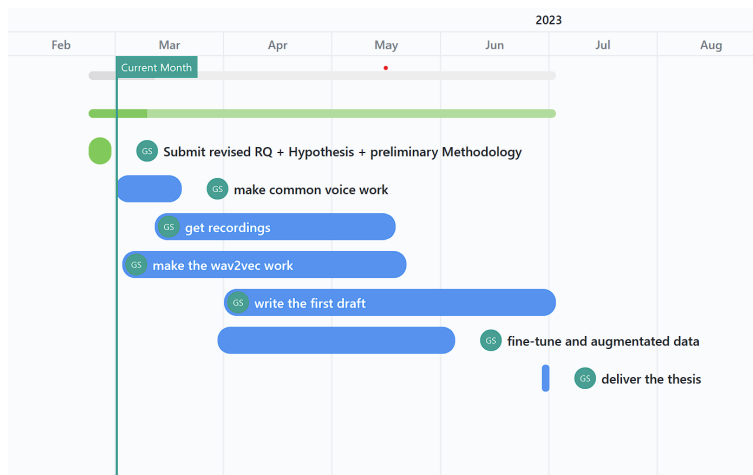 2023
Feb Mar Apr May Jun Jul Aug
Current Month
GS Submit revised RQ + Hypothesis + preliminary Methodology
GS make common voice work
GS get recordings
GS make the wav2vec work
GS write the first draft
GS fine-tune and augmentated data
GS deliver the thesis